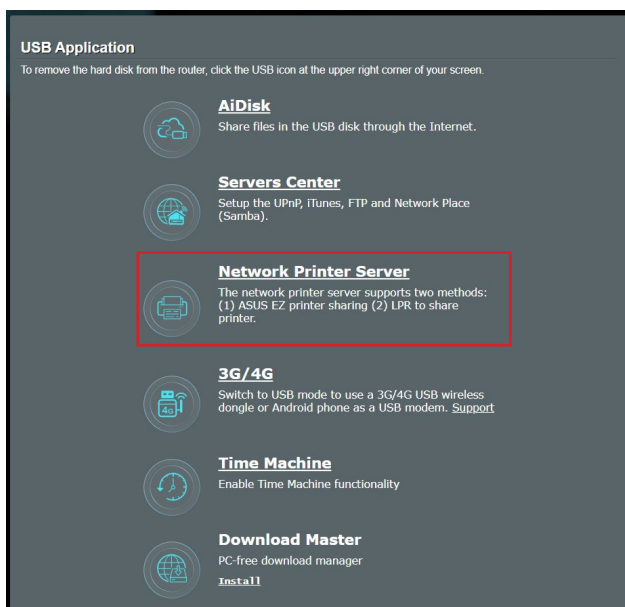 USB Application
To remove the hard disk from the router, click the USB icon at the upper right corner of your screen.
AiDisk
Share files in the USB disk through the Internet.
Servers Center
Setup the UPnP, iTunes, FTP and Network Place
(Samba).
Network Printer Server
The network printer server supports two methods:
(1) ASUS EZ printer sharing (2) LPR to share
printer.
3G/4G
Switch to USB mode to use a 3G/4G USB wireless
dongle or Android phone as a USB modem. Support
4G
Time Machine
Enable Time Machine functionality
Download Master
PC-free download manager
Install